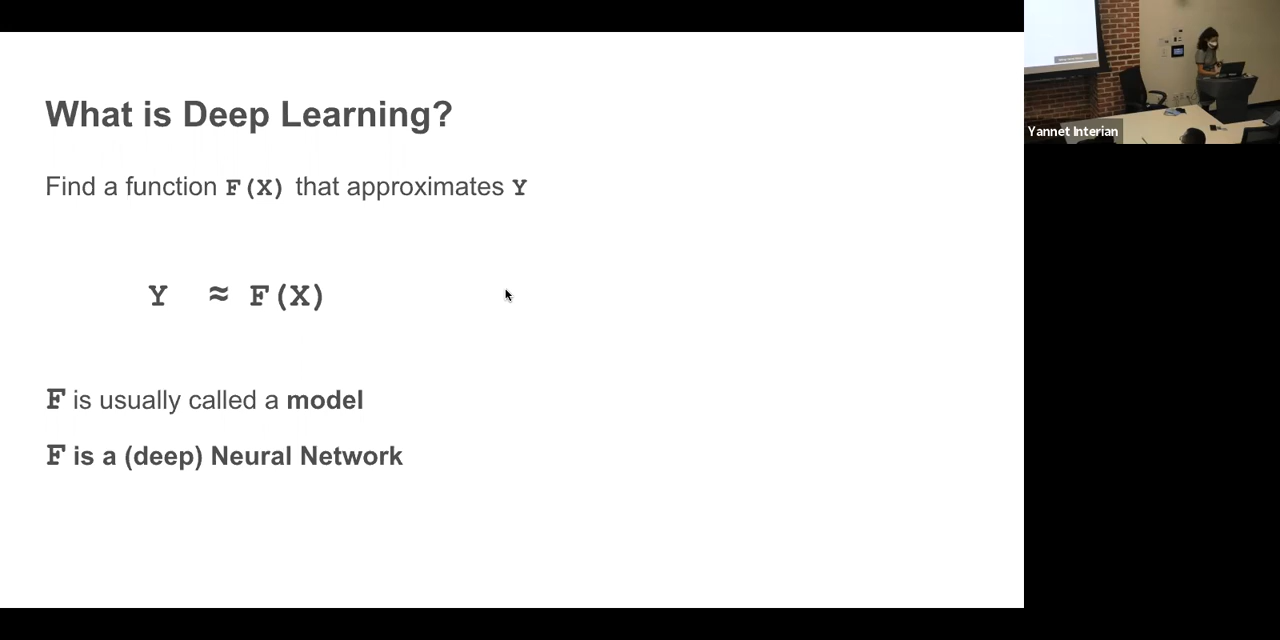 What is Deep Learning?
Find a function F(X) that approximates Y
Y ≈ F(X)
F is usually called a model
F is a (deep) Neural Network
Yannet Interian